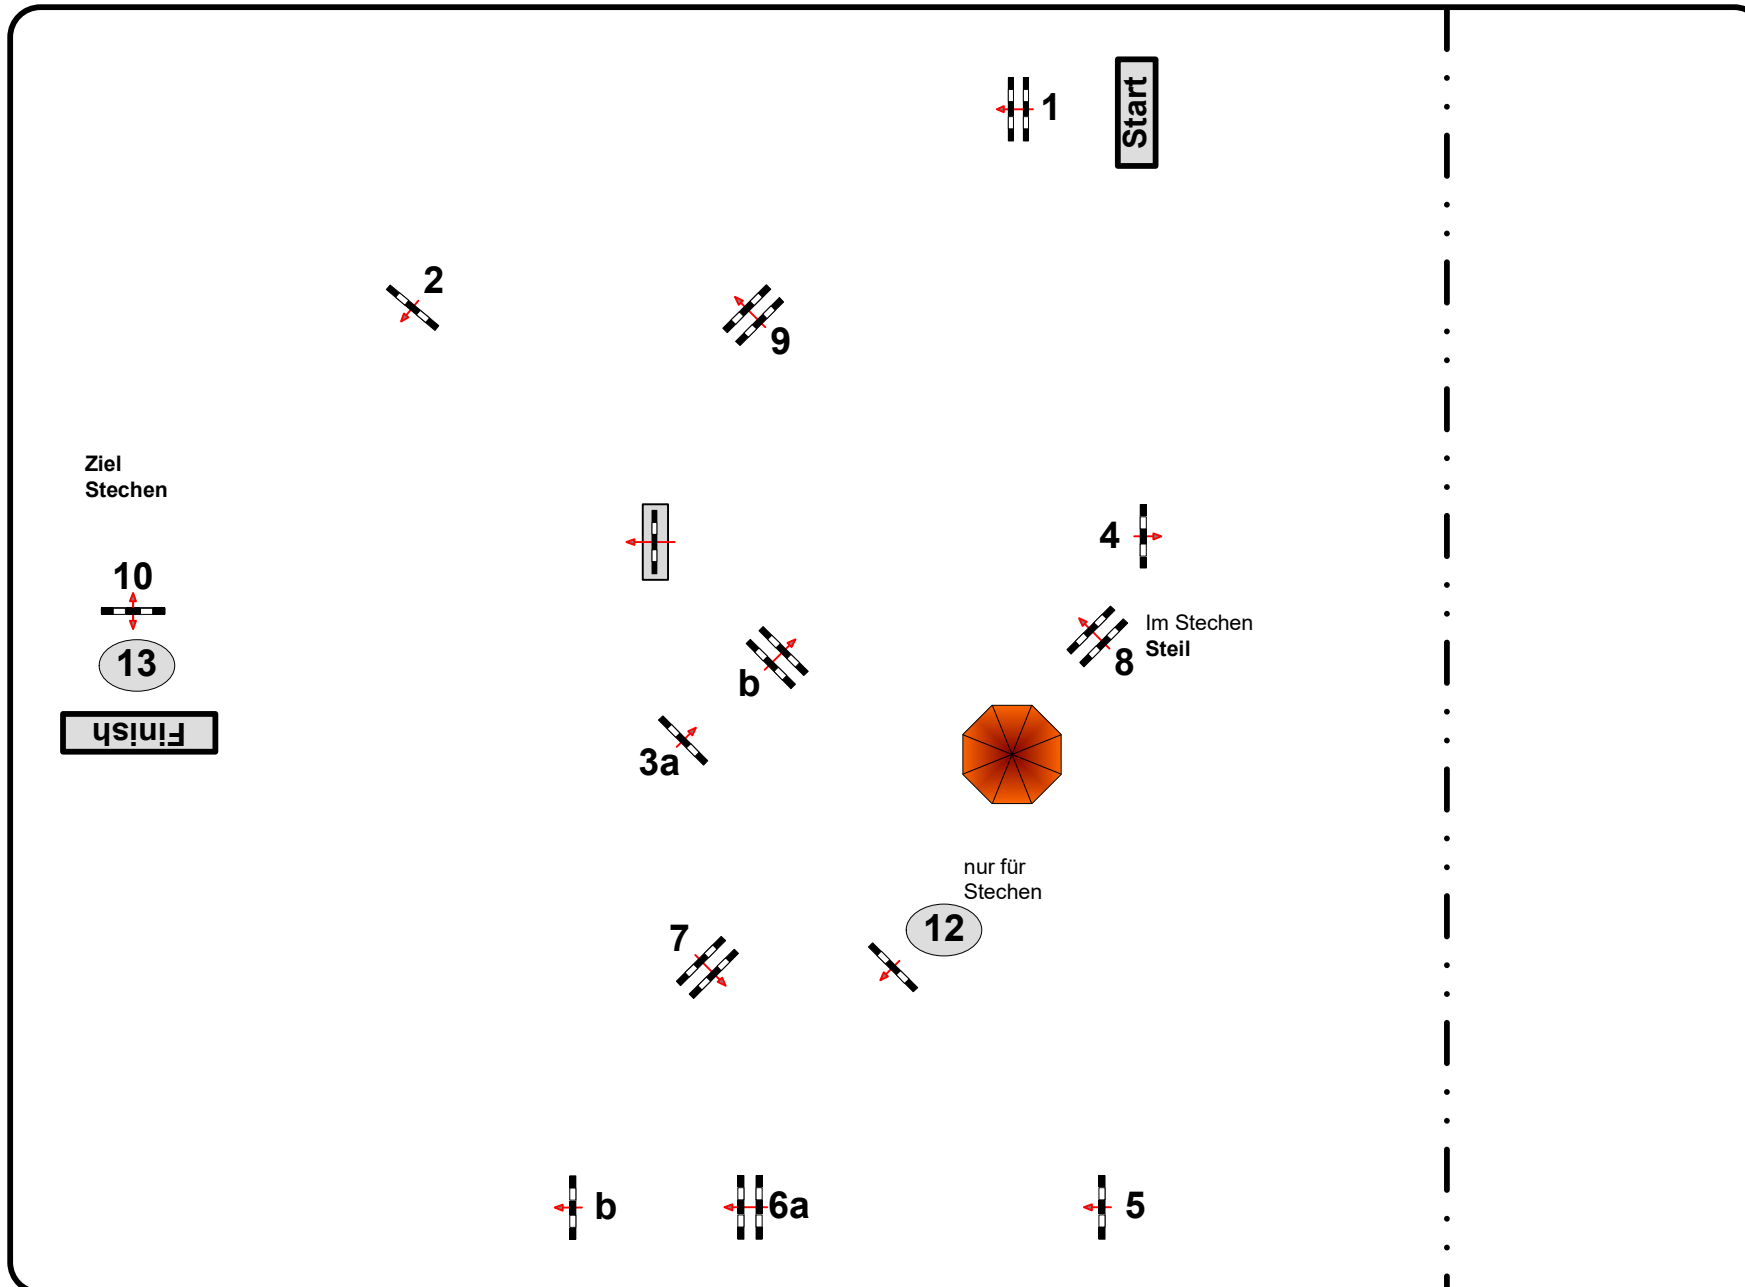 1
Start
2
9
Ziel
Stechen
4
10
Im Stechen
Steil
8
13
b
Finish
3a
nur für
Stechen
12
7
b
6a
5